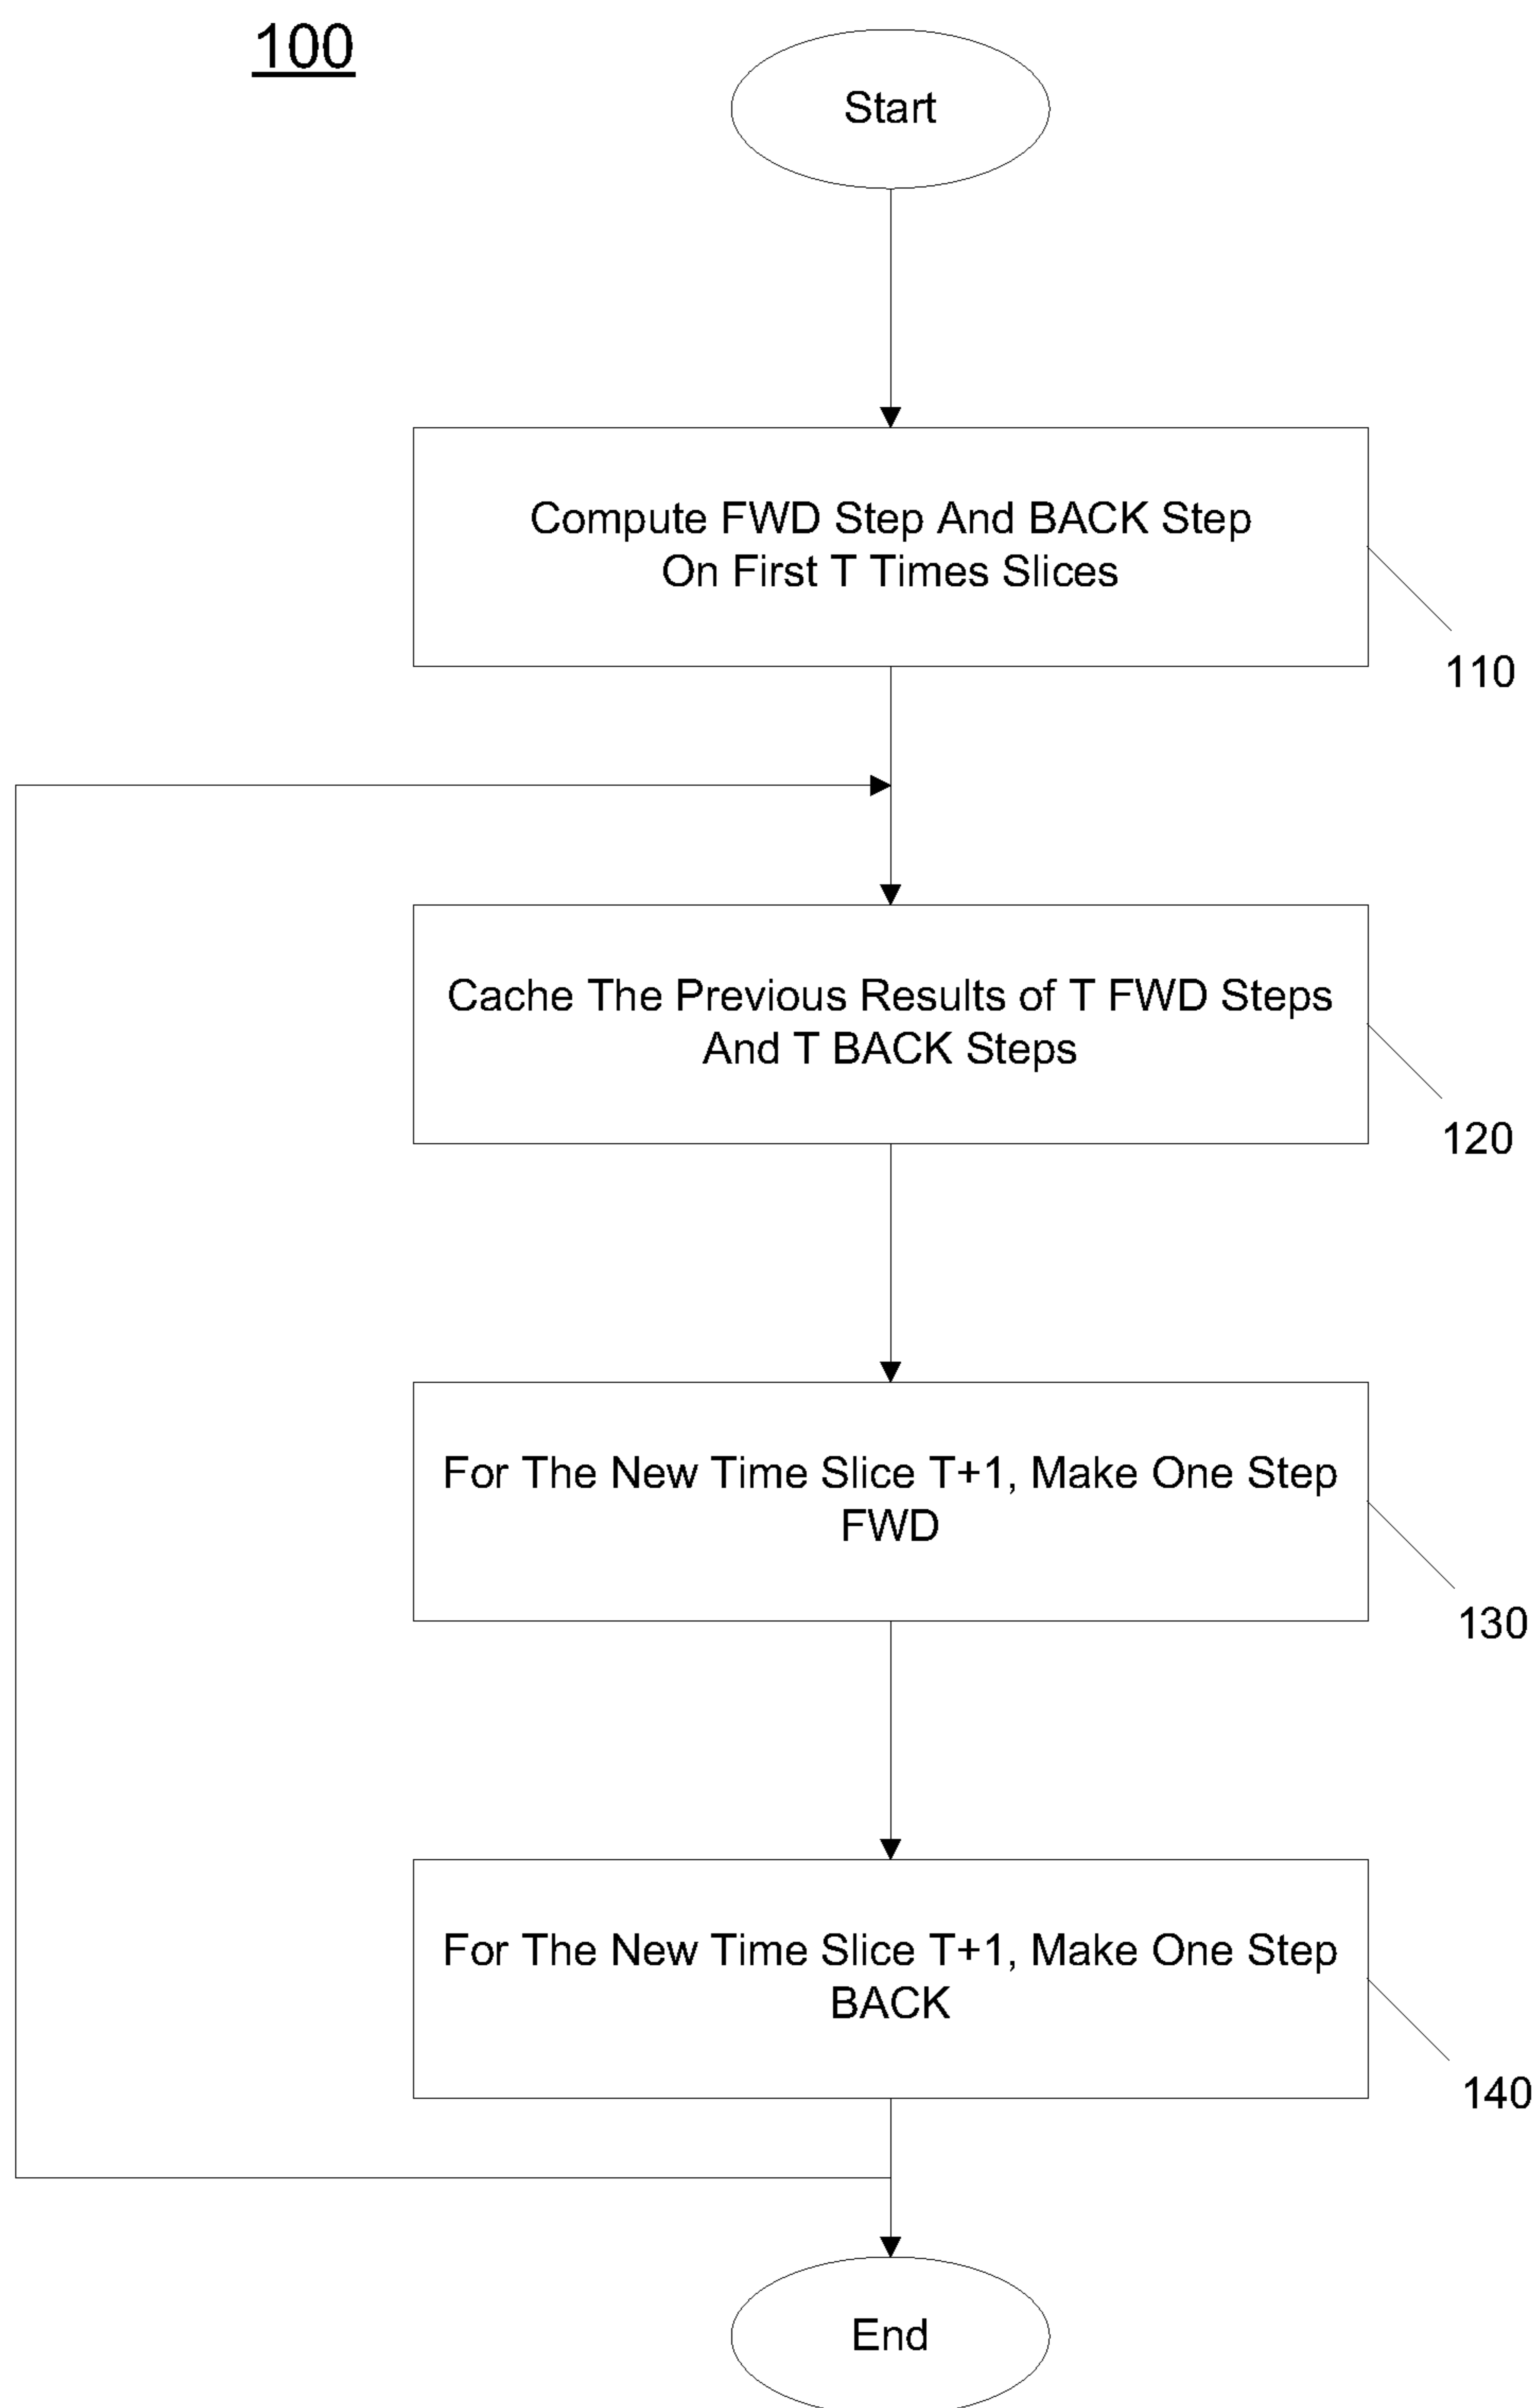 100
Start
Compute FWD Step And BACK Step
On First T Times Slices
110
Cache The Previous Results of T FWD Steps
And T BACK Steps
120
For The New Time Slice T+1, Make One Step
FWD
130
For The New Time Slice T+1, Make One Step
BACK
140
End